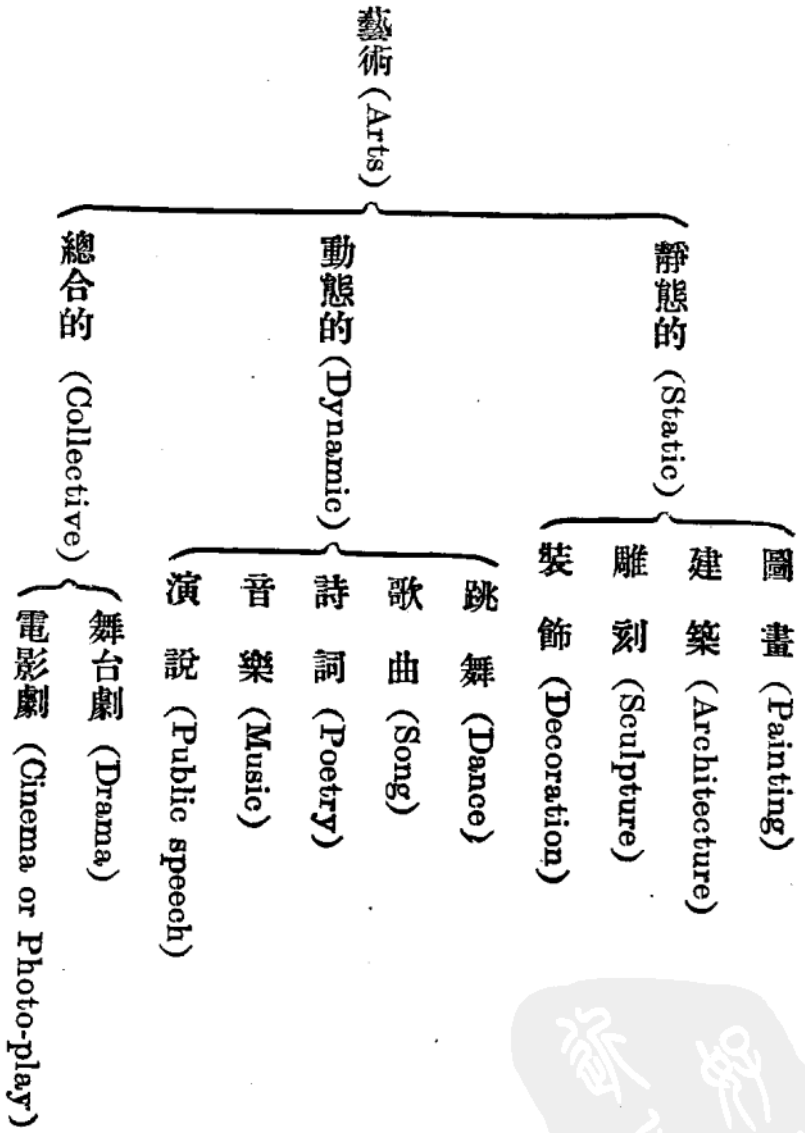 藝術 (Arts)
靜態的 (Static)
圖畫 (Painting)
建築 (Architecture)
雕刻 (Sculpture)
裝飾 (Decoration)
動態的 (Dynamic)
跳舞 (Dance)
歌曲 (Song)
詩詞 (Poetry)
音樂 (Music)
演說 (Public speech)
總合的 (Collective)
舞台劇 (Drama)
電影劇 (Cinema or Photo-play)